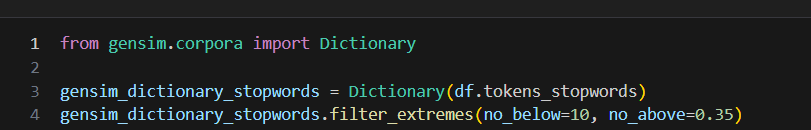 1 from gensim.corpora import Dictionary
2
3 gensim_dictionary_stopwords = Dictionary(df.tokens_stopwords)
4 gensim_dictionary_stopwords.filter_extremes(no_below=10, no_above=0.35)